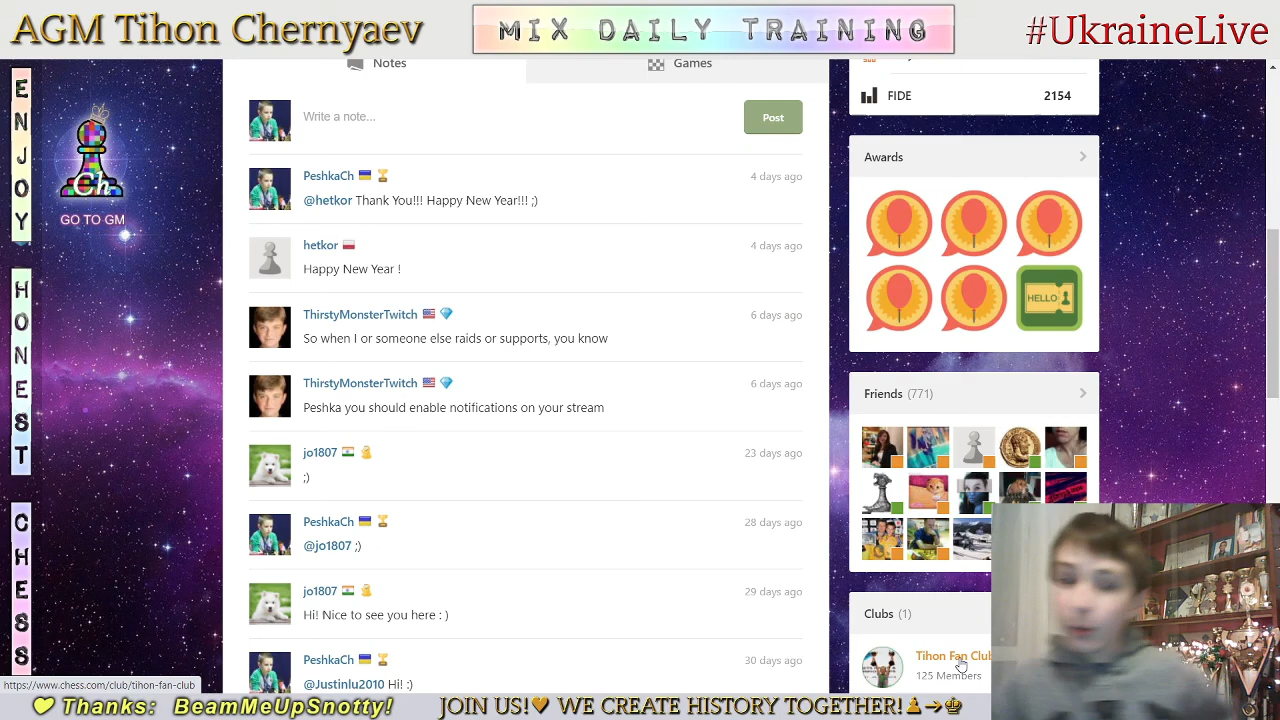 AGM Tihon Chernyaev
MIX DAILY TRAINING
#UkraineLive
ENJOY
HONEST
CHESS
Ch
GO TO GM
Notes
Games
Write a note...
Post
PeshkaCh
4 days ago
@hetkor Thank You!!! Happy New Year!!! ;)
hetkor
4 days ago
Happy New Year !
ThirstyMonsterTwitch
6 days ago
So when I or someone else raids or supports, you know
ThirstyMonsterTwitch
6 days ago
Peshka you should enable notifications on your stream
jo1807
23 days ago
;)
PeshkaCh
28 days ago
@jo1807 ;)
jo1807
29 days ago
Hi! Nice to see you here : )
PeshkaCh
30 days ago
@Justinlu2010 Hi! :)
FIDE
2154
Awards
HELLO
Friends (771)
Clubs (1)
Tihon Fan Club
125 Members
https://www.chess.com/club/tihon-fan-club
Thanks: BeamMeUpSnotty!
JOIN US! WE CREATE HISTORY TOGETHER!